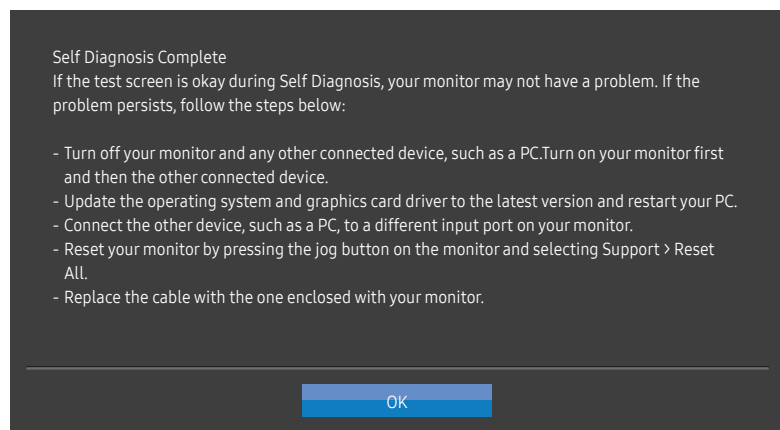 Self Diagnosis Complete
If the test screen is okay during Self Diagnosis, your monitor may not have a problem. If the
problem persists, follow the steps below:
- Turn off your monitor and any other connected device, such as a PC.Turn on your monitor first
and then the other connected device.
- Update the operating system and graphics card driver to the latest version and restart your PC.
- Connect the other device, such as a PC, to a different input port on your monitor.
- Reset your monitor by pressing the jog button on the monitor and selecting Support > Reset
All.
- Replace the cable with the one enclosed with your monitor.
OK